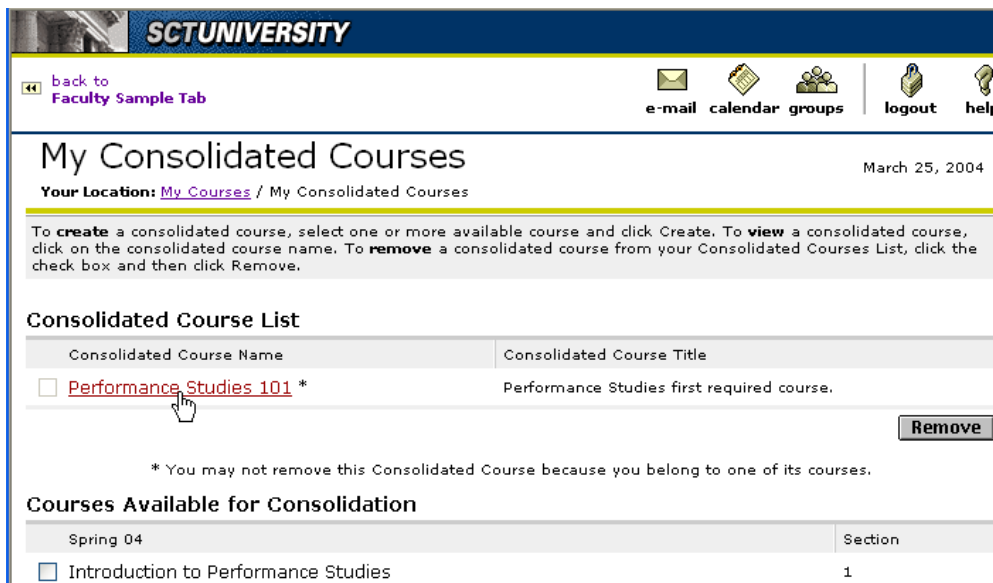 SCTUNIVERSITY
back to
Faculty Sample Tab
e-mail calendar groups logout help
My Consolidated Courses
March 25, 2004
Your Location: My Courses / My Consolidated Courses
To create a consolidated course, select one or more available course and click Create. To view a consolidated course,
click on the consolidated course name. To remove a consolidated course from your Consolidated Courses List, click the
check box and then click Remove.
Consolidated Course List
Consolidated Course Name Consolidated Course Title
Performance Studies 101 * Performance Studies first required course.
Remove
* You may not remove this Consolidated Course because you belong to one of its courses.
Courses Available for Consolidation
Spring 04 Section
Introduction to Performance Studies 1